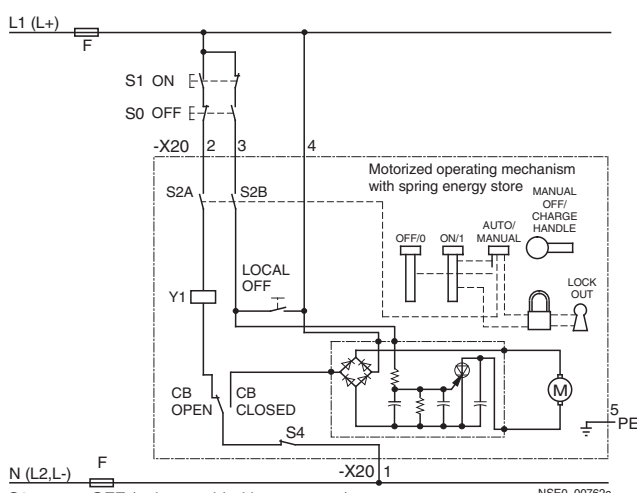 L1 (L+)
F
S1 ON
S0 OFF
-X20 2 3 4
Motorized operating mechanism
with spring energy store
S2A S2B
MANUAL
OFF/
CHARGE
HANDLE
AUTO/
MANUAL
OFF/0 ON/1
LOCAL
OFF
LOCK
OUT
Y1
M
CB
OPEN
CB
CLOSED
S4
5
PE
N (L2,L-)
F
-X20 1
NSE0_00762c